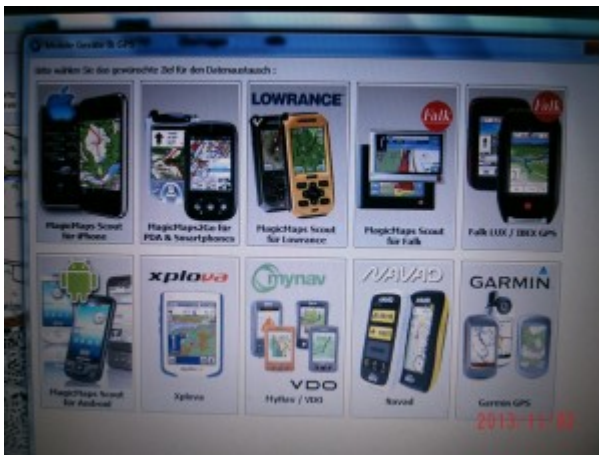 Mobile Geräte & GPS
Bitte wählen Sie das gewünschte Ziel für den Datenaustausch :
MagicMaps Scout
für iPhone
MagicMaps2Go für
PDA & Smartphones
LOWRANCE
MagicMaps Scout
für Lowrance
Falk
MagicMaps Scout
für Falk
Falk
Falk LUX / IBEX GPS
MagicMaps Scout
für Android
xplova
Xplova
mynav
VDO
MyNav / VDO
NAVAD
Navad
GARMIN
Garmin GPS